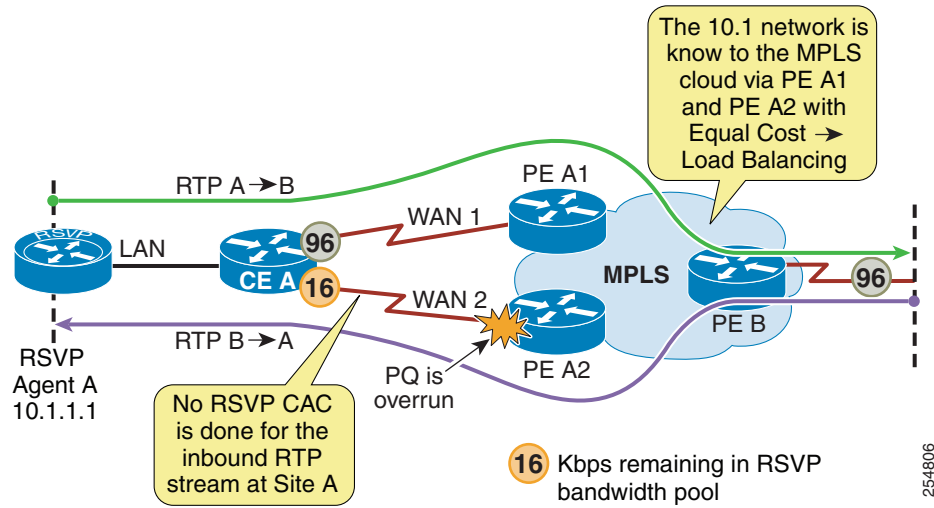 The 10.1 network is
know to the MPLS
cloud via PE A1
and PE A2 with
Equal Cost →
Load Balancing
RTP A→B
PE A1
WAN 1
RSVP
LAN
96
CE A
16
MPLS
96
WAN 2
PE B
RTP B→A
PE A2
PQ is
overrun
RSVP
Agent A
10.1.1.1
No RSVP CAC
is done for the
inbound RTP
stream at Site A
16 Kbps remaining in RSVP
bandwidth pool
254806